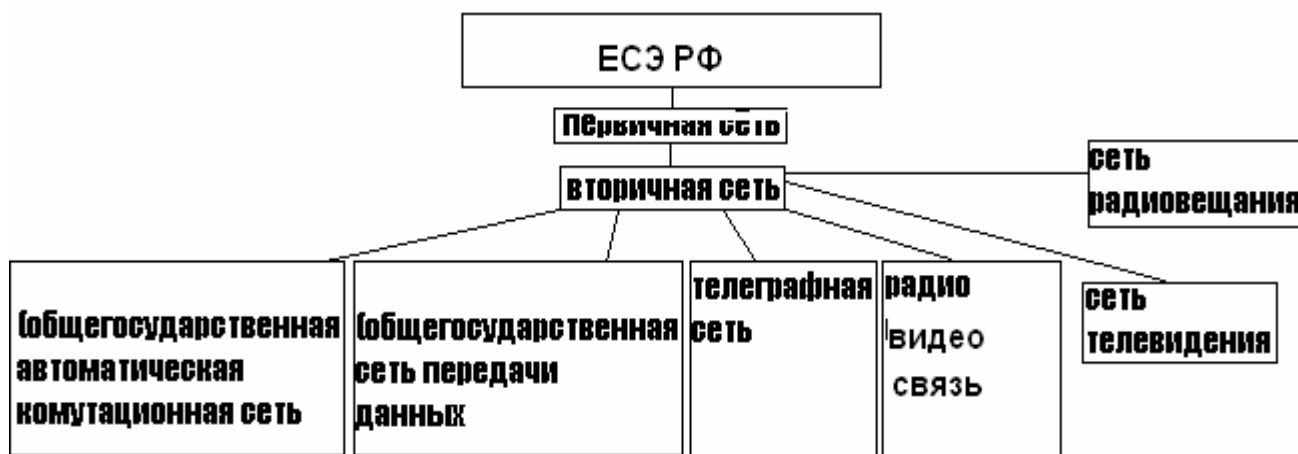 ЕСЭ РФ
первичная сеть
вторичная сеть
сеть
радиовещания
(общегосударственная
автоматическая
комутационная сеть
(общегосударственная
сеть передачи
данных
телеграфная
сеть
радио
видео
связь
сеть
телевидения